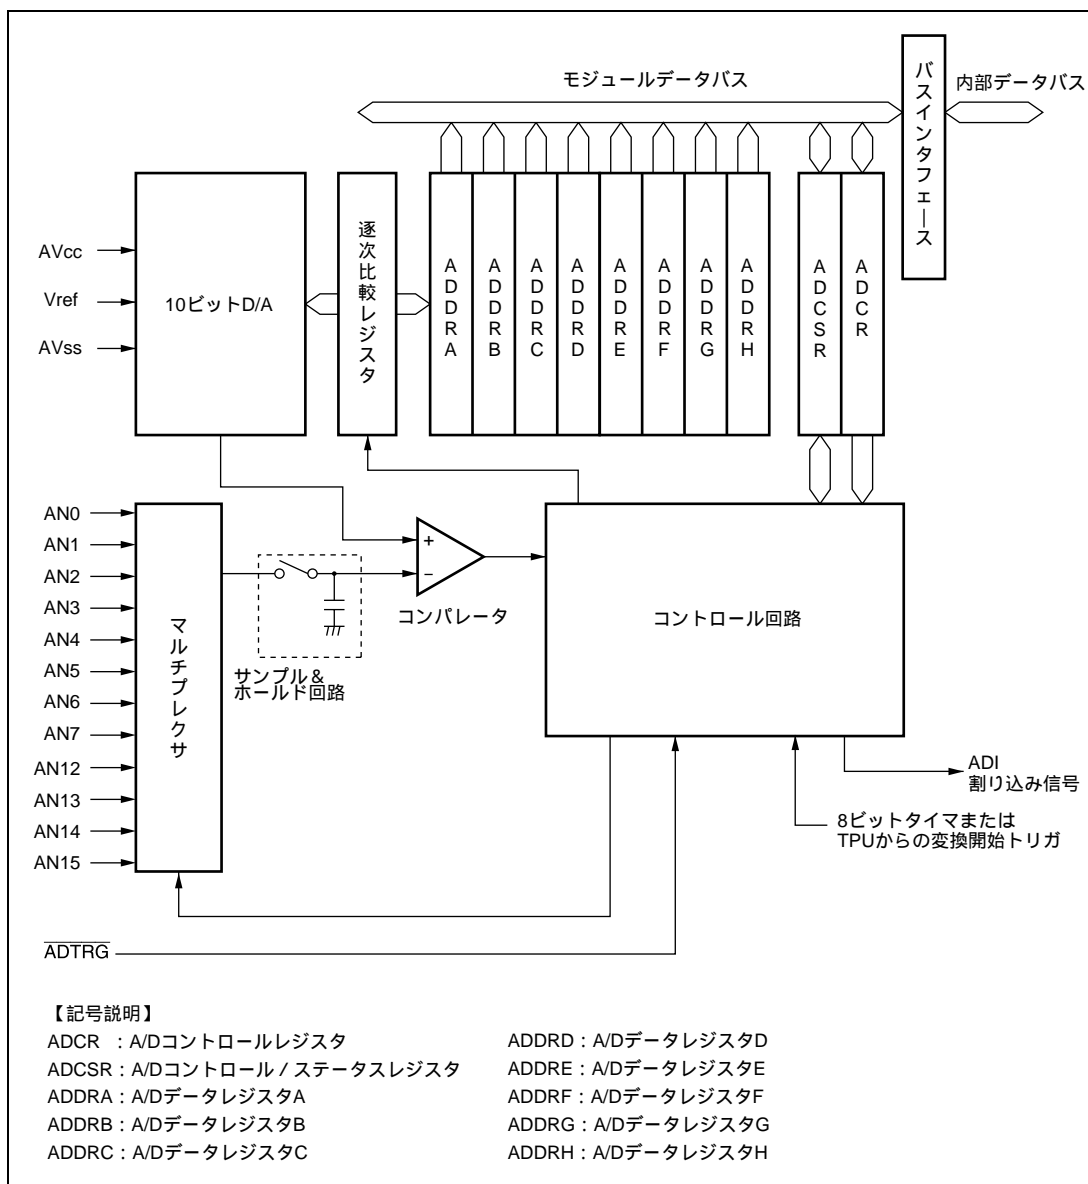 モジュールデータバス
バスインタフェース
内部データバス
AVcc
Vref
AVss
10ビットD/A
逐次比較レジスタ
ADDRA
ADDRB
ADDRC
ADDRD
ADDRE
ADDRF
ADDRG
ADDRH
ADCSR
ADCR
AN0
AN1
AN2
AN3
AN4
AN5
AN6
AN7
AN12
AN13
AN14
AN15
マルチプレクサ
サンプル&
ホールド回路
+
−
コンパレータ
コントロール回路
ADI
割り込み信号
8ビットタイマまたは
TPUからの変換開始トリガ
ADTRG
【記号説明】
ADCR :A/Dコントロールレジスタ
ADCSR:A/Dコントロール/ステータスレジスタ
ADDRA:A/DデータレジスタA
ADDRB:A/DデータレジスタB
ADDRC:A/DデータレジスタC
ADDRD:A/DデータレジスタD
ADDRE:A/DデータレジスタE
ADDRF:A/DデータレジスタF
ADDRG:A/DデータレジスタG
ADDRH:A/DデータレジスタH